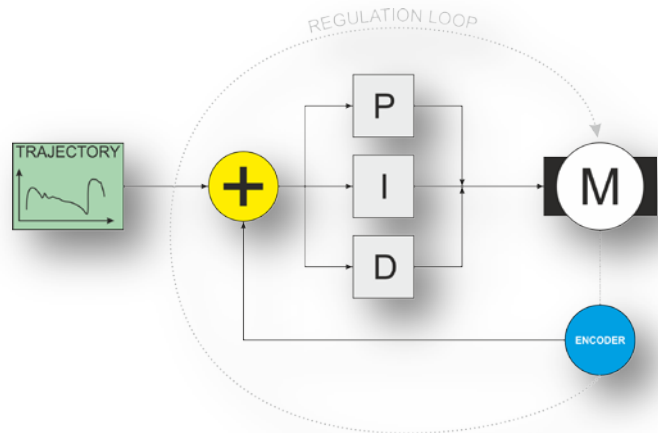 REGULATION LOOP
TRAJECTORY
P
+
I
M
D
ENCODER